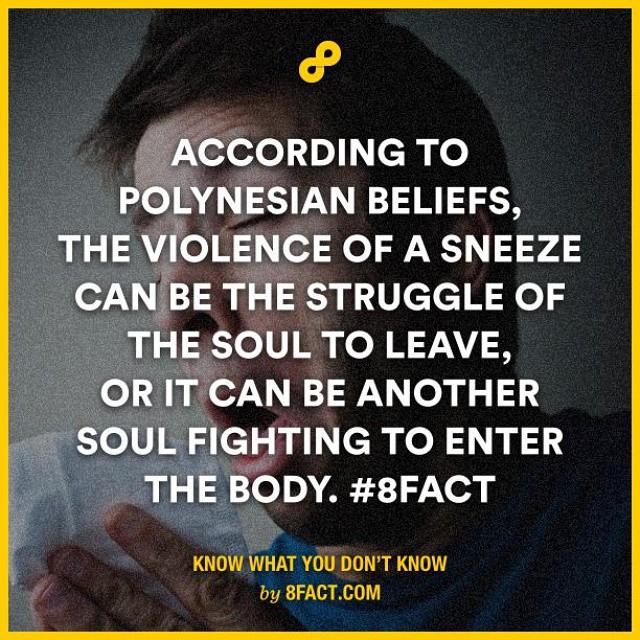 ACCORDING TO
POLYNESIAN BELIEFS,
THE VIOLENCE OF A SNEEZE
CAN BE THE STRUGGLE OF
THE SOUL TO LEAVE,
OR IT CAN BE ANOTHER
SOUL FIGHTING TO ENTER
THE BODY. #8FACT
KNOW WHAT YOU DON'T KNOW
by 8FACT.COM